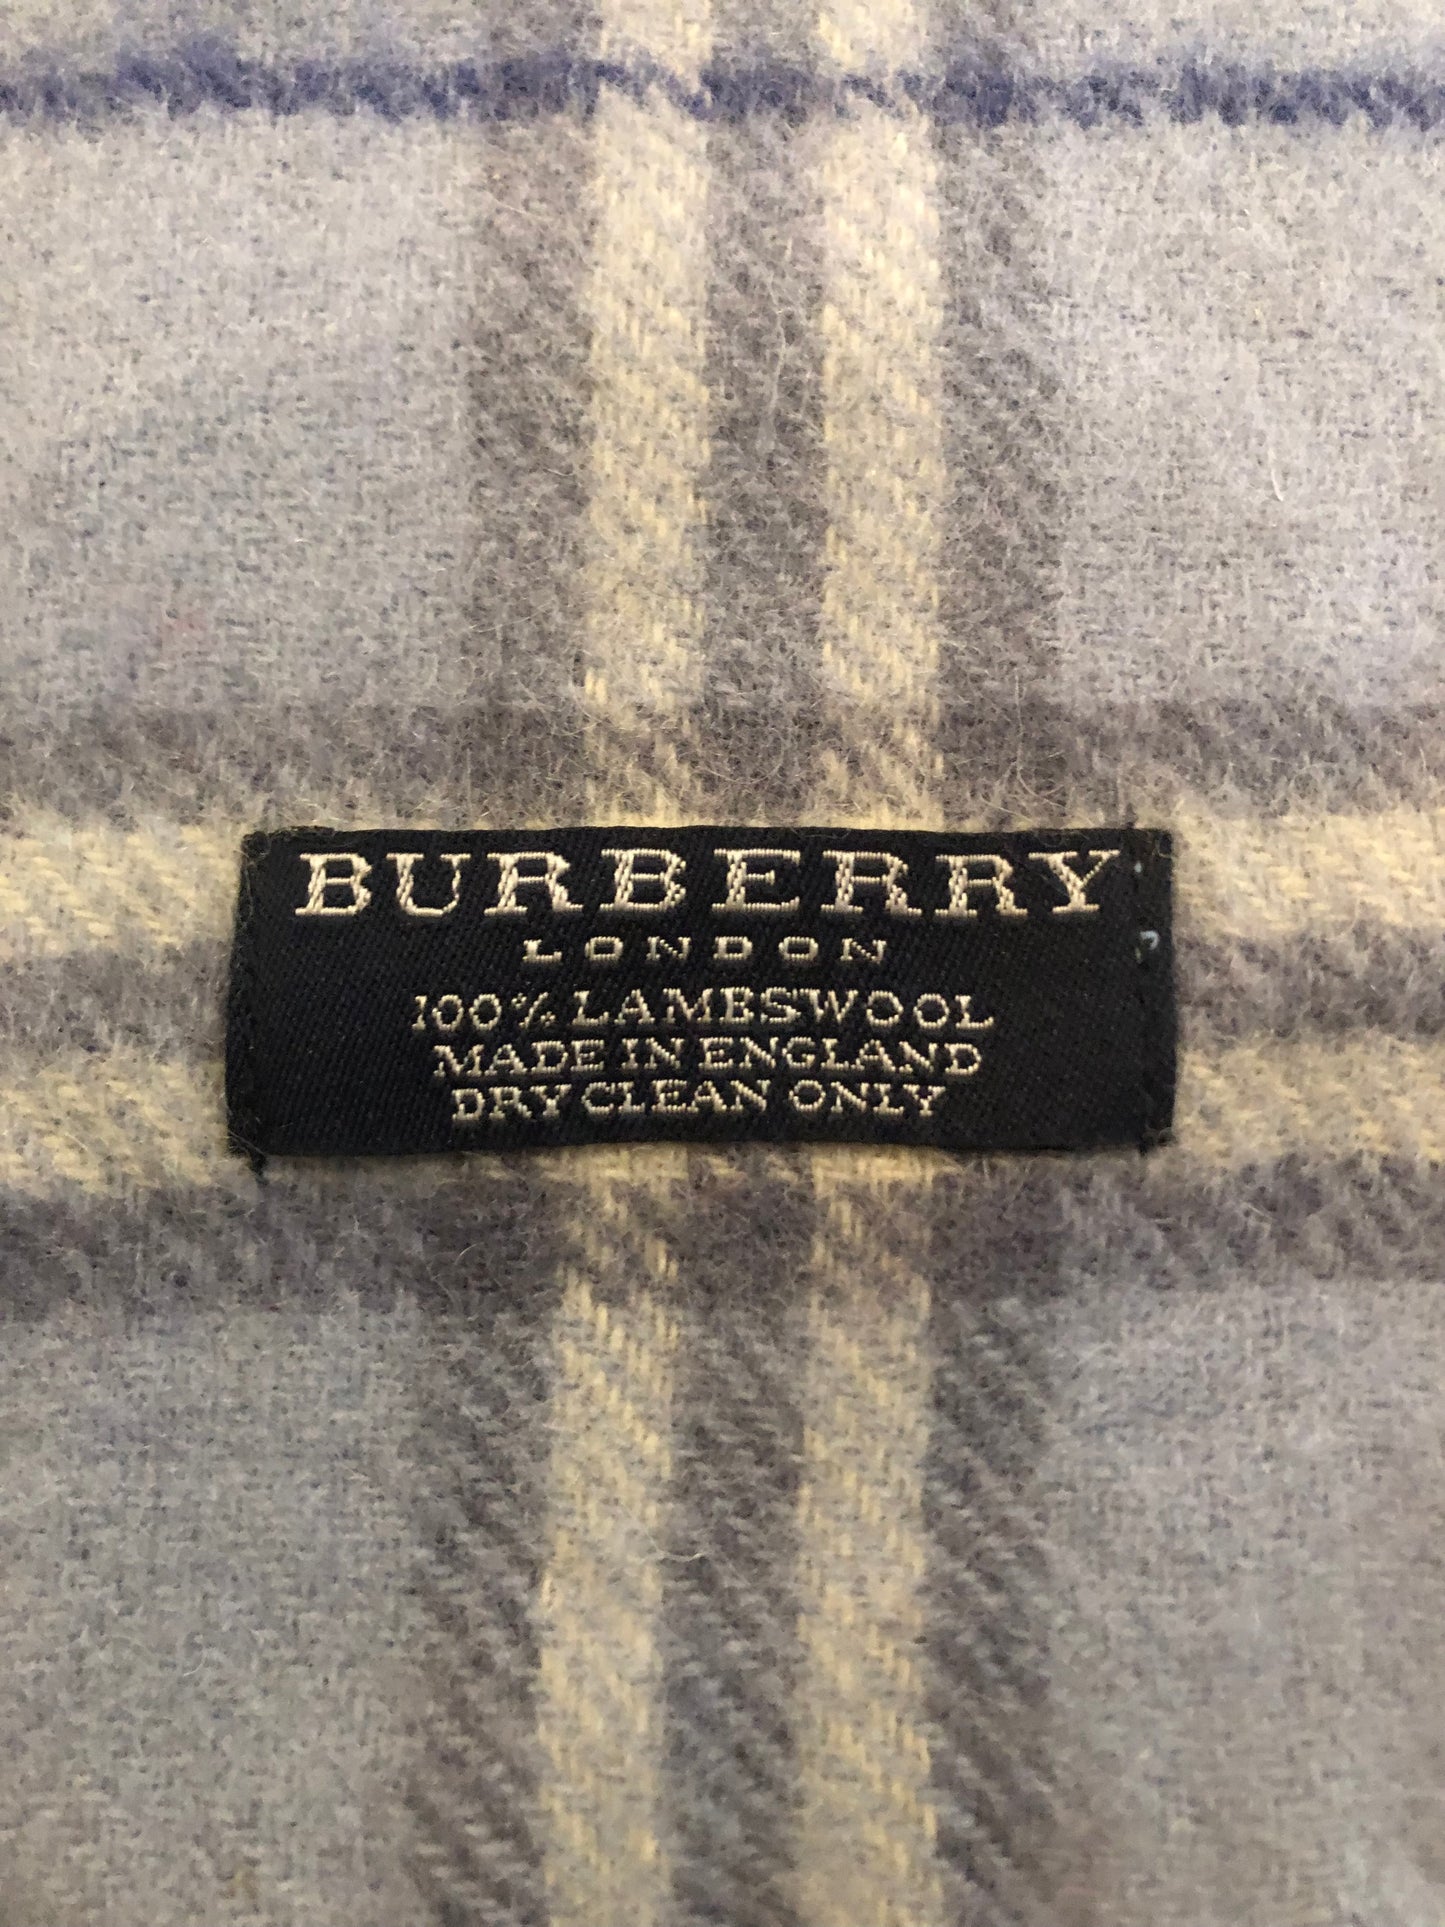 BURBERRY
LONDON
100% LAMBSWOOL
MADE IN ENGLAND
DRY CLEAN ONLY